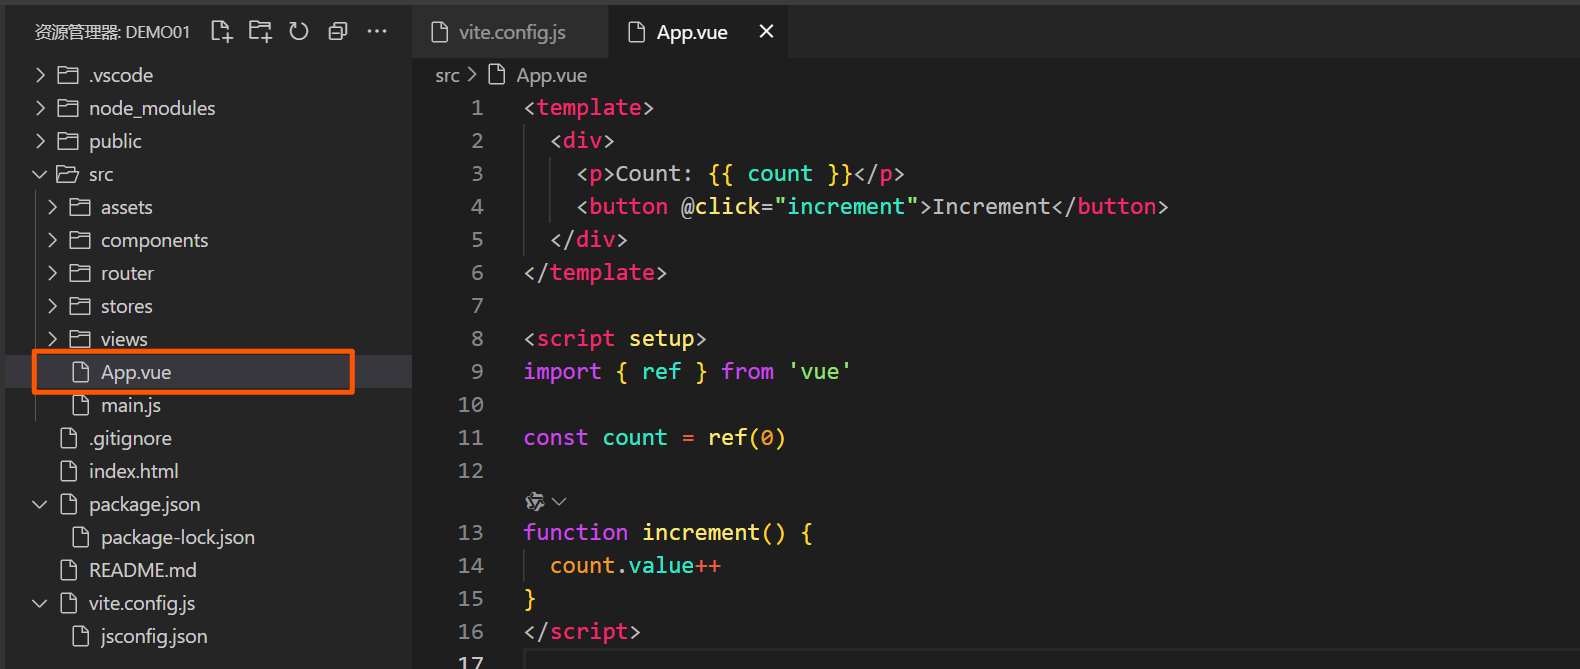 资源管理器: DEMO01
.vscode
node_modules
public
src
assets
components
router
stores
views
App.vue
main.js
.gitignore
index.html
package.json
package-lock.json
README.md
vite.config.js
jsconfig.json
vite.config.js
App.vue
src > App.vue
1 <template>
2   <div>
3     <p>Count: {{ count }}</p>
4     <button @click="increment">Increment</button>
5   </div>
6 </template>
7
8 <script setup>
9 import { ref } from 'vue'
10
11 const count = ref(0)
12
13 function increment() {
14   count.value++
15 }
16 </script>
17